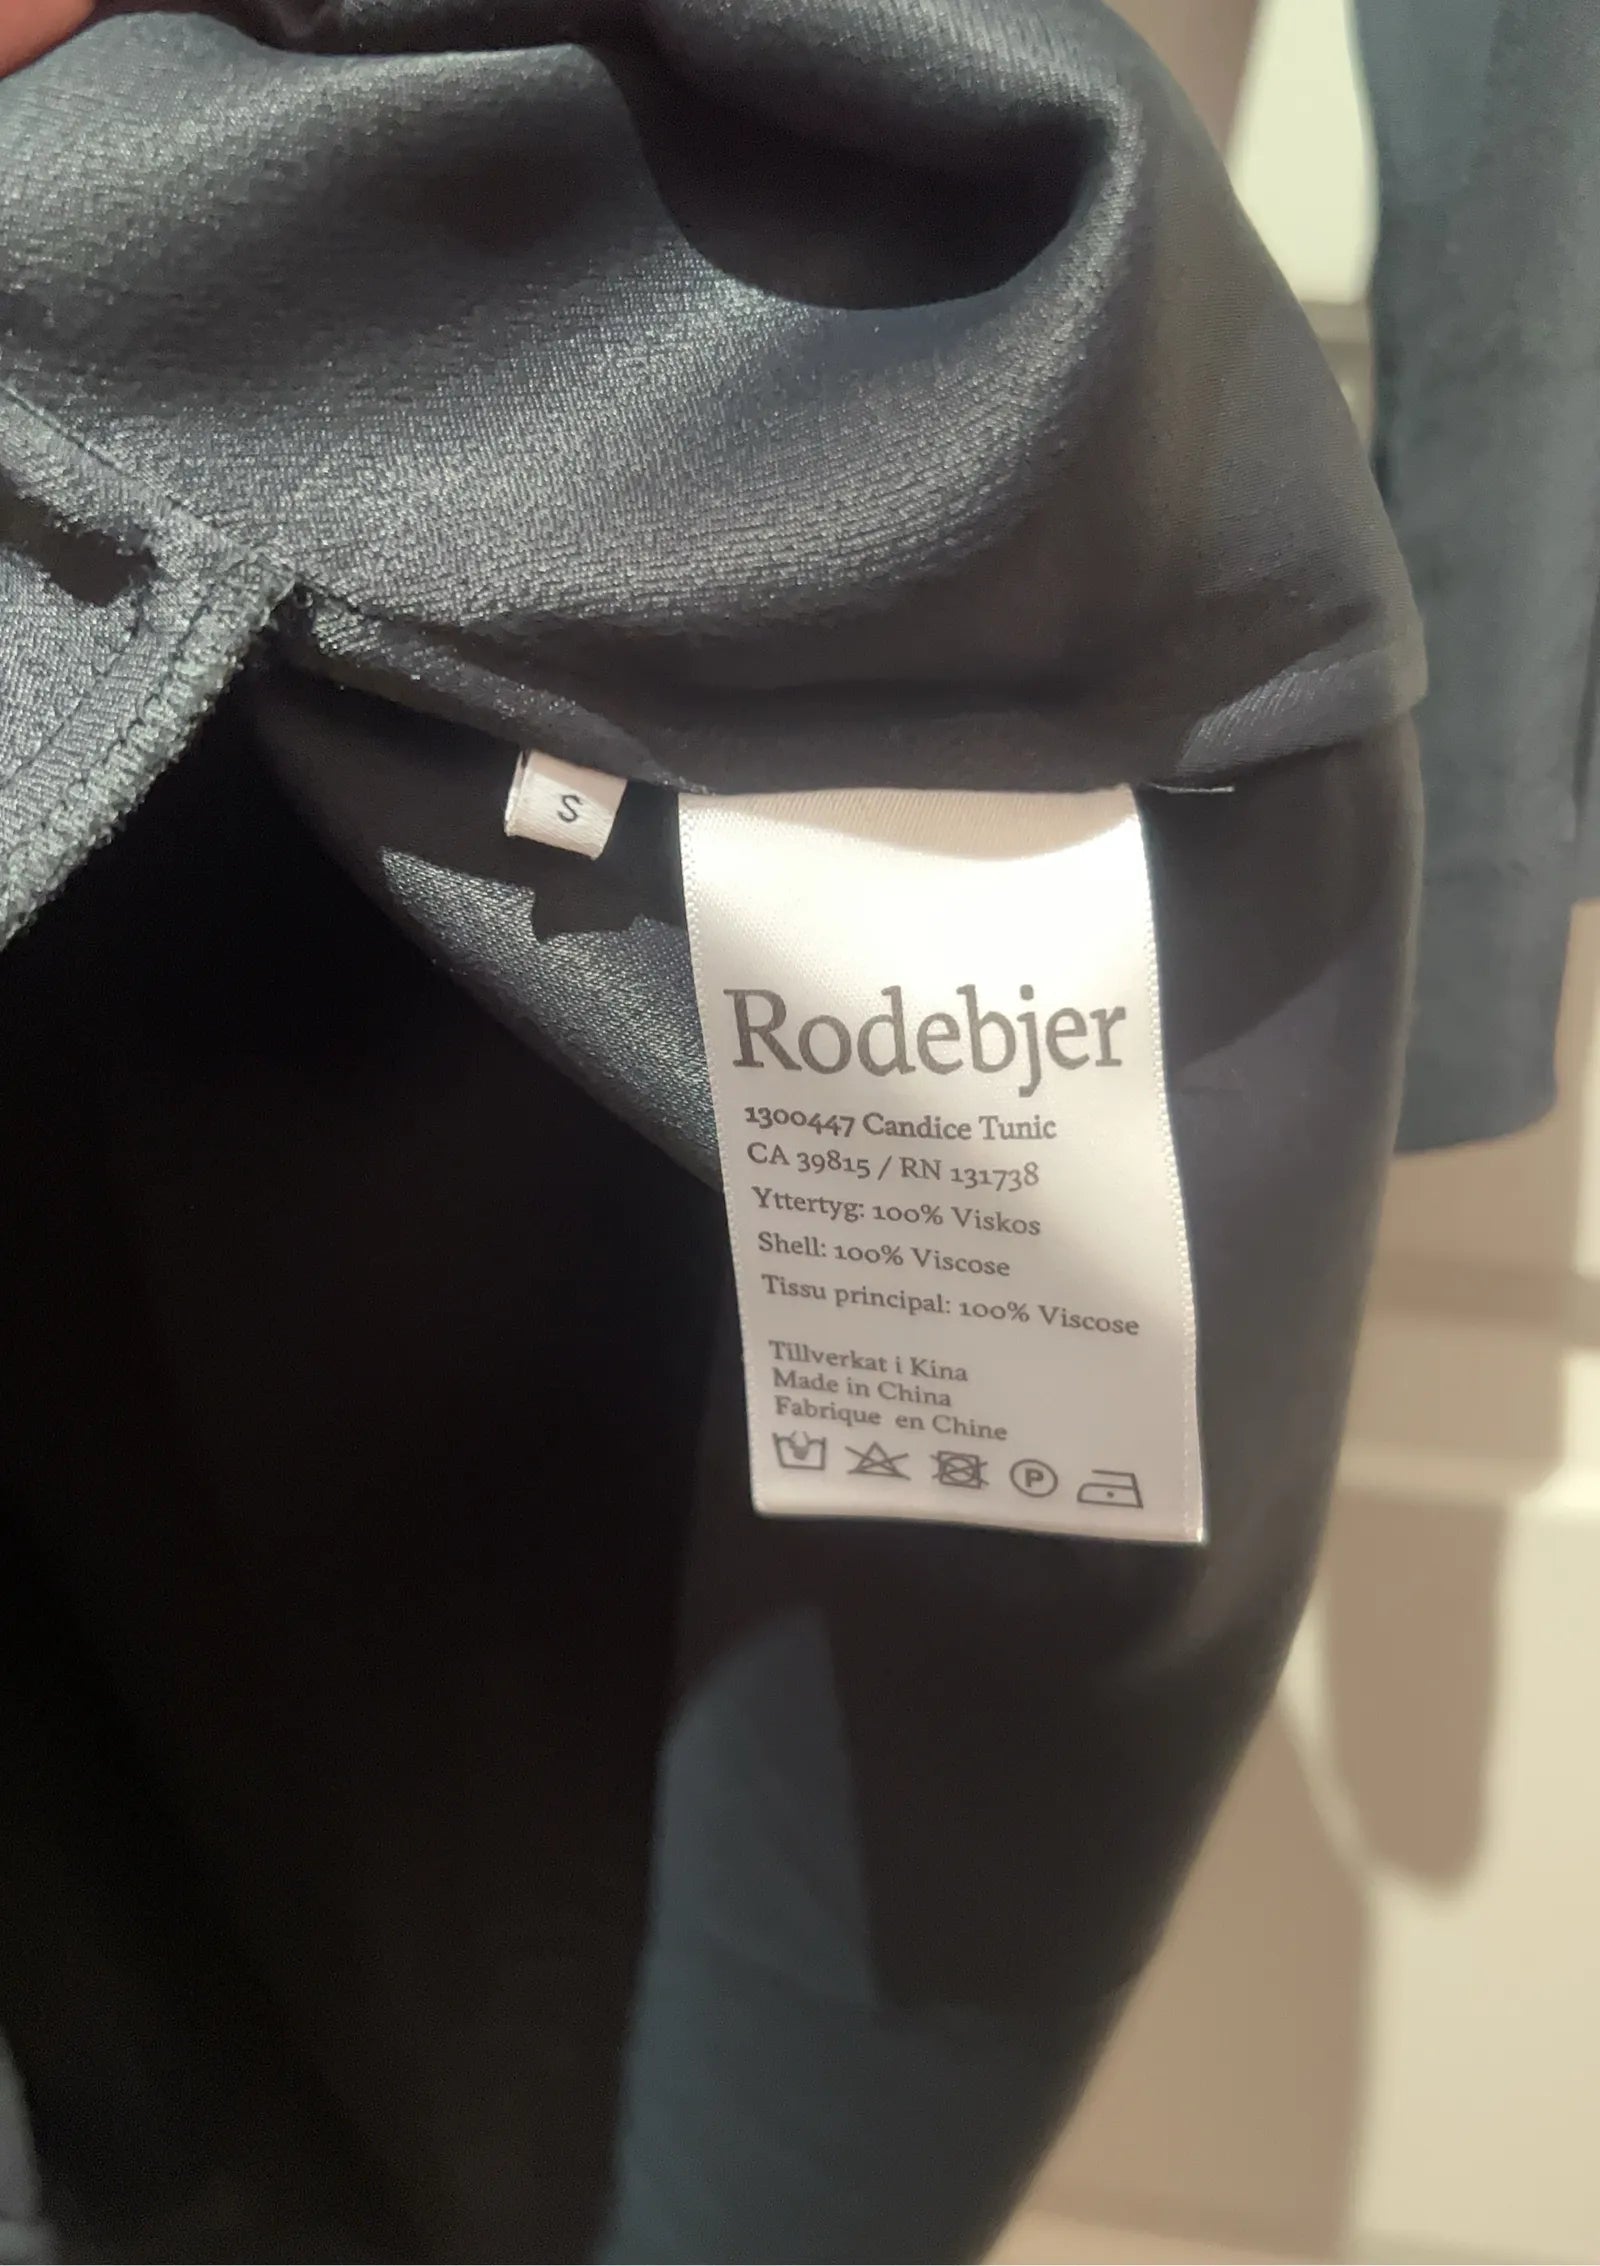 S
Rodebjer
1300447 Candice Tunic
CA 39815 / RN 131738
Yttertyg: 100% Viskos
Shell: 100% Viscose
Tissu principal: 100% Viscose
Tillverkat i Kina
Made in China
Fabrique en Chine
P